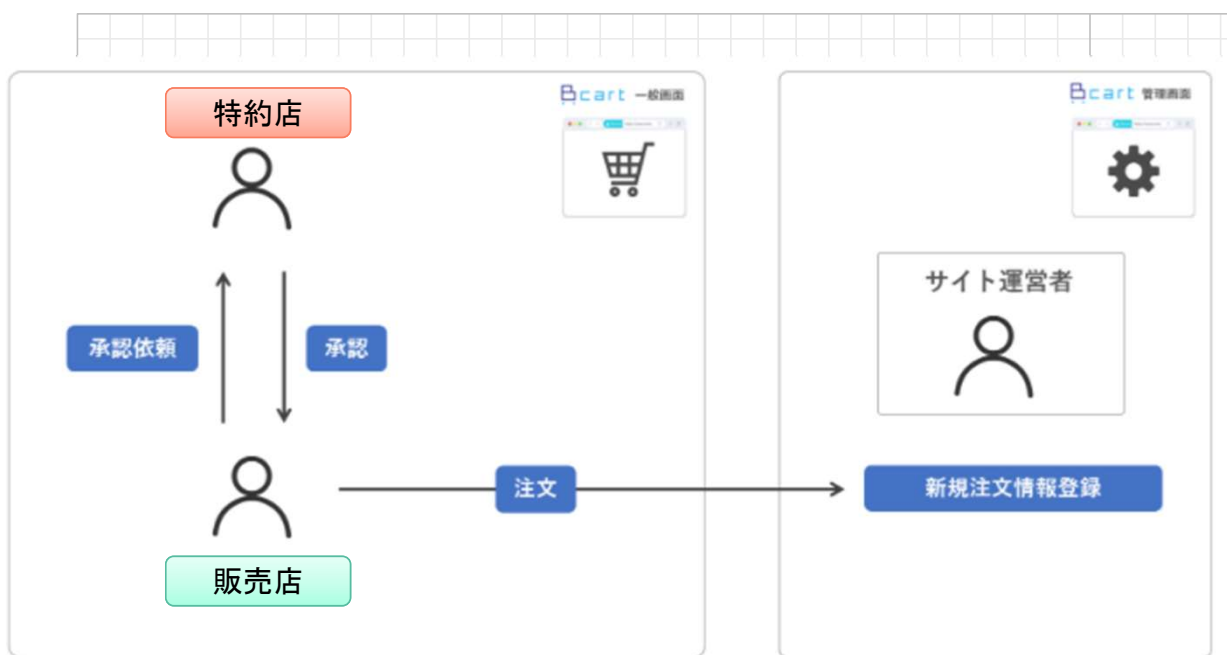 特約店
Bcart 一般画面
Bcart 管理画面
サイト運営者
承認依頼
承認
注文
新規注文情報登録
販売店